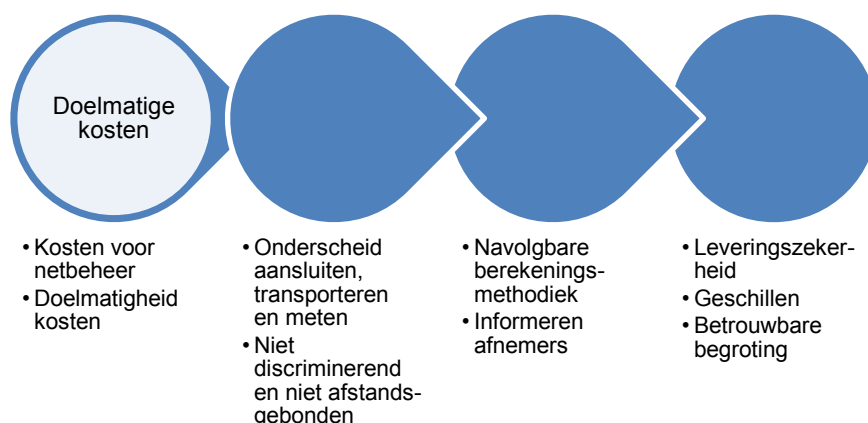 Doelmatige
kosten
• Kosten voor
netbeheer
• Doelmatigheid
kosten
• Onderscheid
aansluiten,
transporteren
en meten
• Niet
discriminerend
en niet afstands-
gebonden
• Navolgbare
berekenings-
methodiek
• Informeren
afnemers
• Leveringszeker-
heid
• Geschillen
• Betrouwbare
begroting